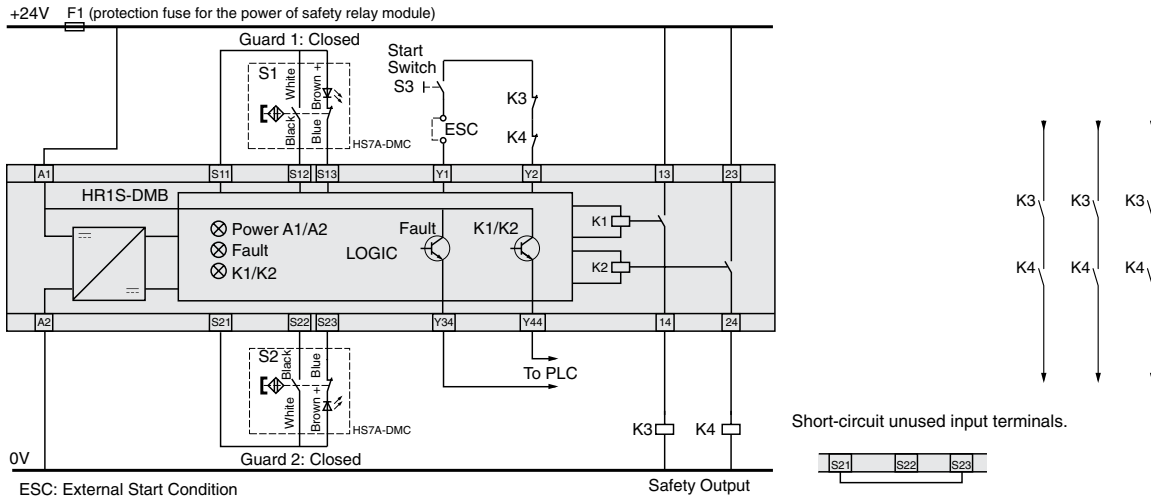 +24V F1 (protection fuse for the power of safety relay module)
Guard 1: Closed
S1
White
Brown +
Black
Blue
HS7A-DMC
Start
Switch
S3
ESC
K3
K4
A1 S11 S12 S13 Y1 Y2 13 23
HR1S-DMB
Power A1/A2
Fault
K1/K2
LOGIC
Fault
K1/K2
K1
K2
K3 K3 K3
K4 K4 K4
A2 S21 S22 S23 Y34 Y44 14 24
S2
Black
Blue
White
Brown +
HS7A-DMC
To PLC
K3 K4
Short-circuit unused input terminals.
S21 S22 S23
0V
Guard 2: Closed
ESC: External Start Condition
Safety Output